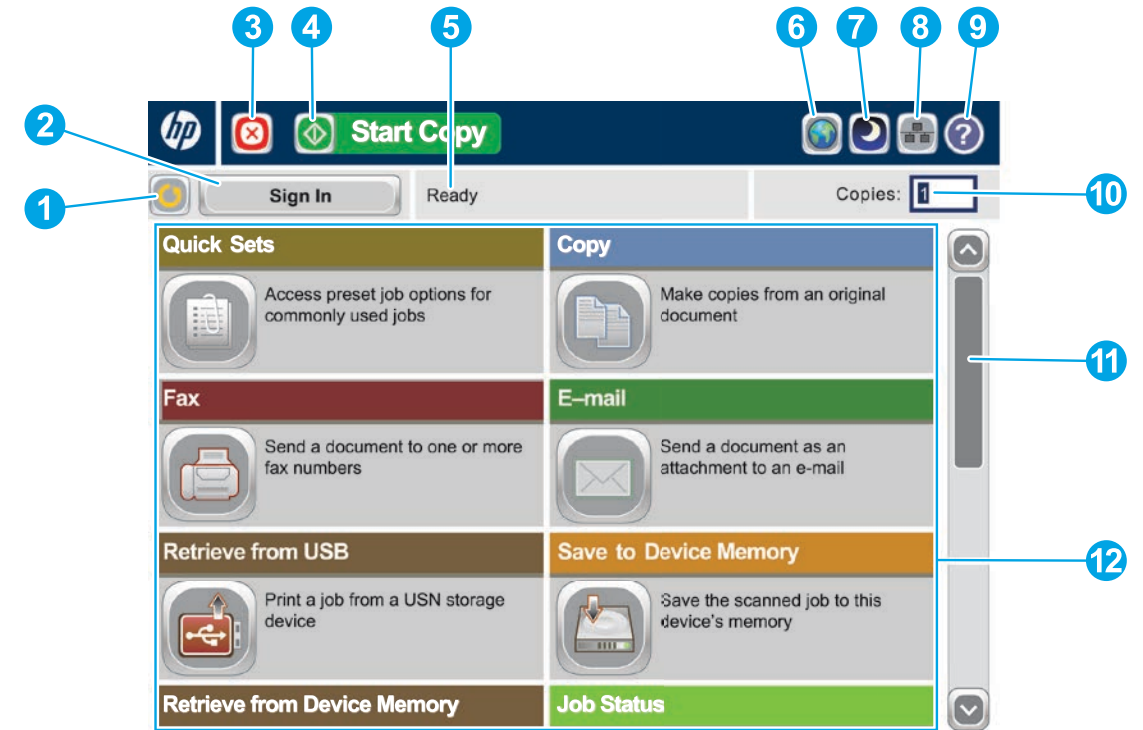 3 4 5 6 7 8 9
hp Start Copy
2 Sign In Ready Copies: 1 10
1
Quick Sets
Access preset job options for
commonly used jobs
Copy
Make copies from an original
document
11
Fax
Send a document to one or more
fax numbers
E–mail
Send a document as an
attachment to an e-mail
Retrieve from USB
Print a job from a USN storage
device
Save to Device Memory
Save the scanned job to this
device's memory
12
Retrieve from Device Memory
Job Status
?